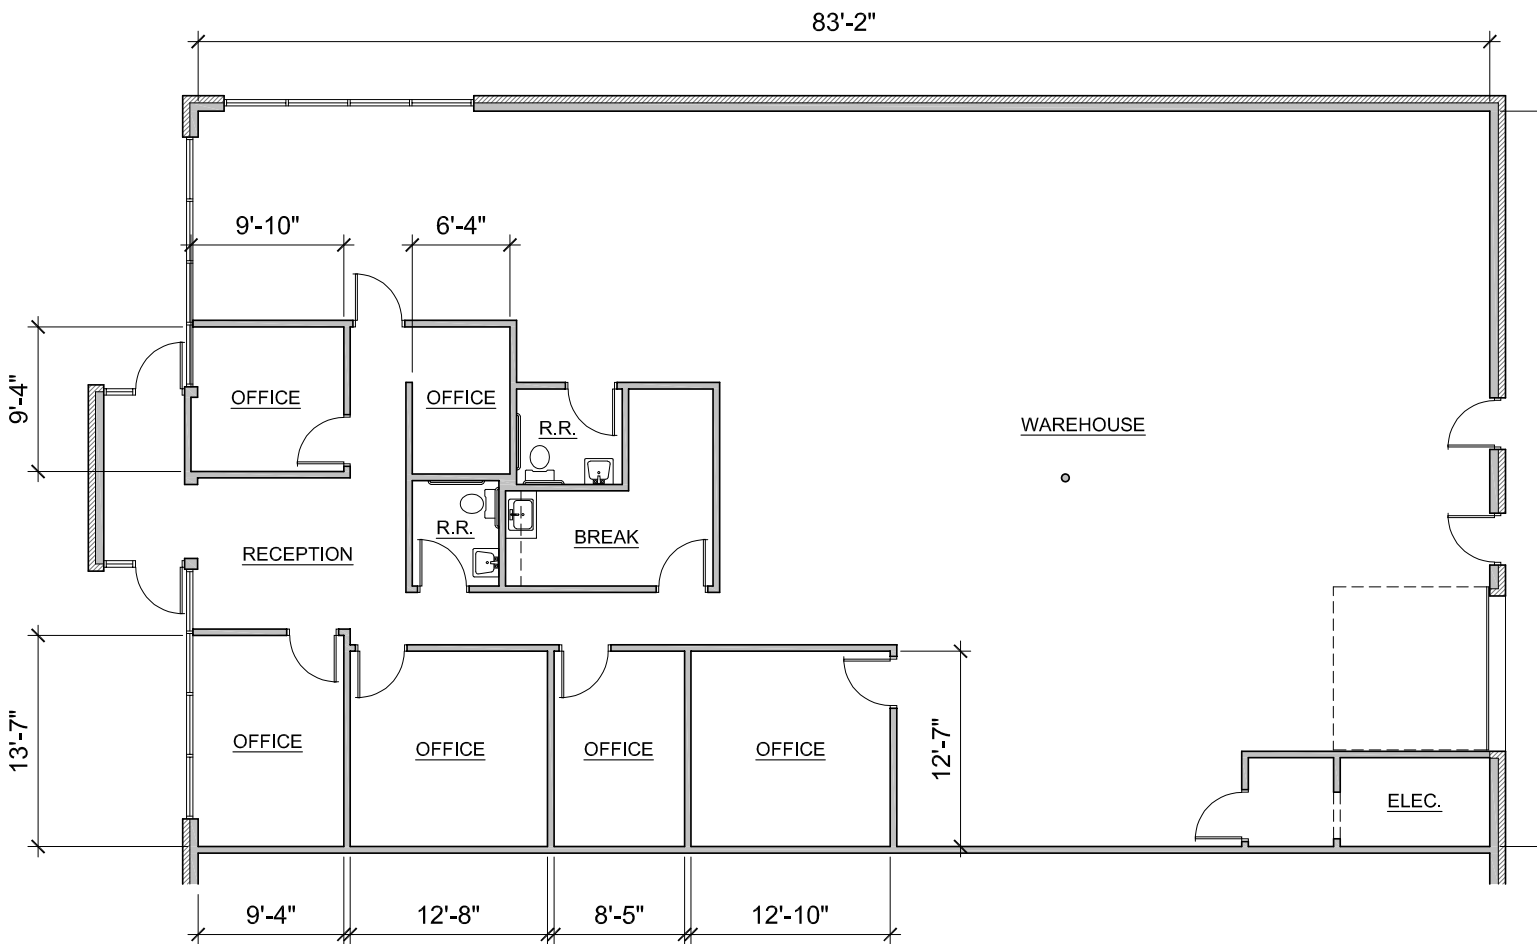 83'-2"
9'-10"
6'-4"
9'-4"
OFFICE
OFFICE
R.R.
WAREHOUSE
R.R.
BREAK
RECEPTION
13'-7"
OFFICE
OFFICE
OFFICE
OFFICE
12'-7"
ELEC.
9'-4"
12'-8"
8'-5"
12'-10"